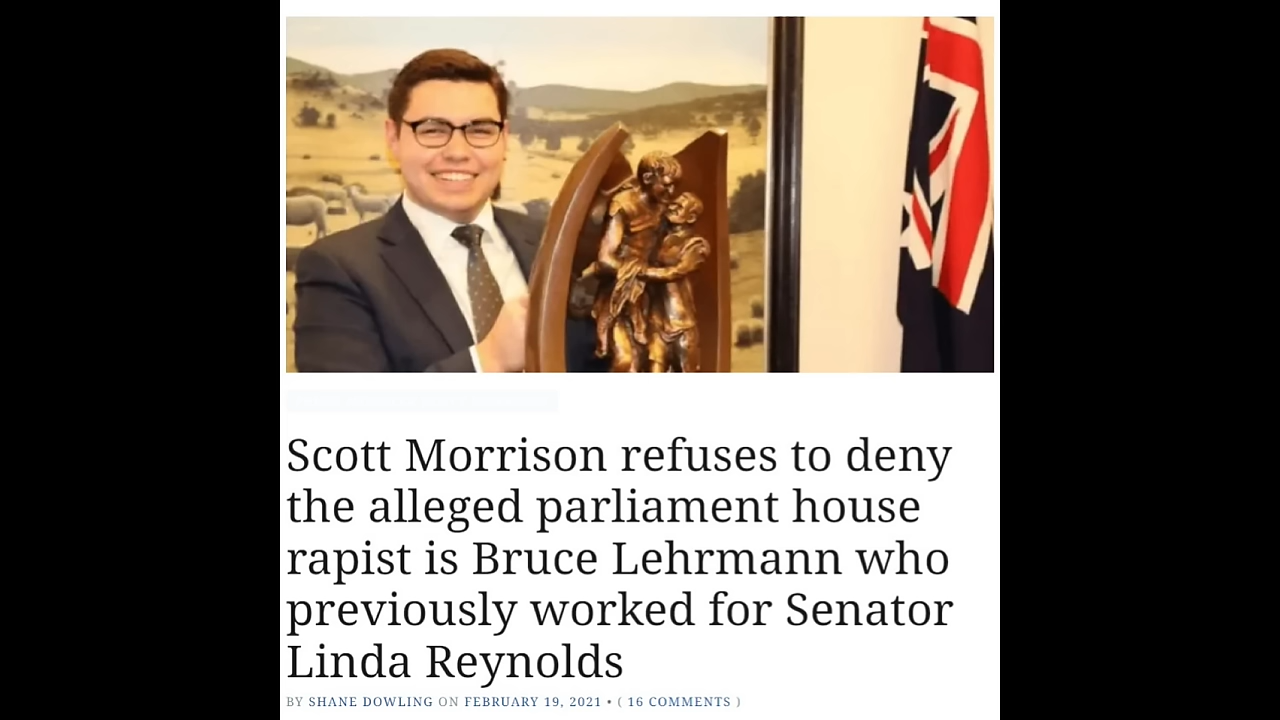 Scott Morrison refuses to deny
the alleged parliament house
rapist is Bruce Lehrmann who
previously worked for Senator
Linda Reynolds
BY SHANE DOWLING ON FEBRUARY 19, 2021 • ( 16 COMMENTS )